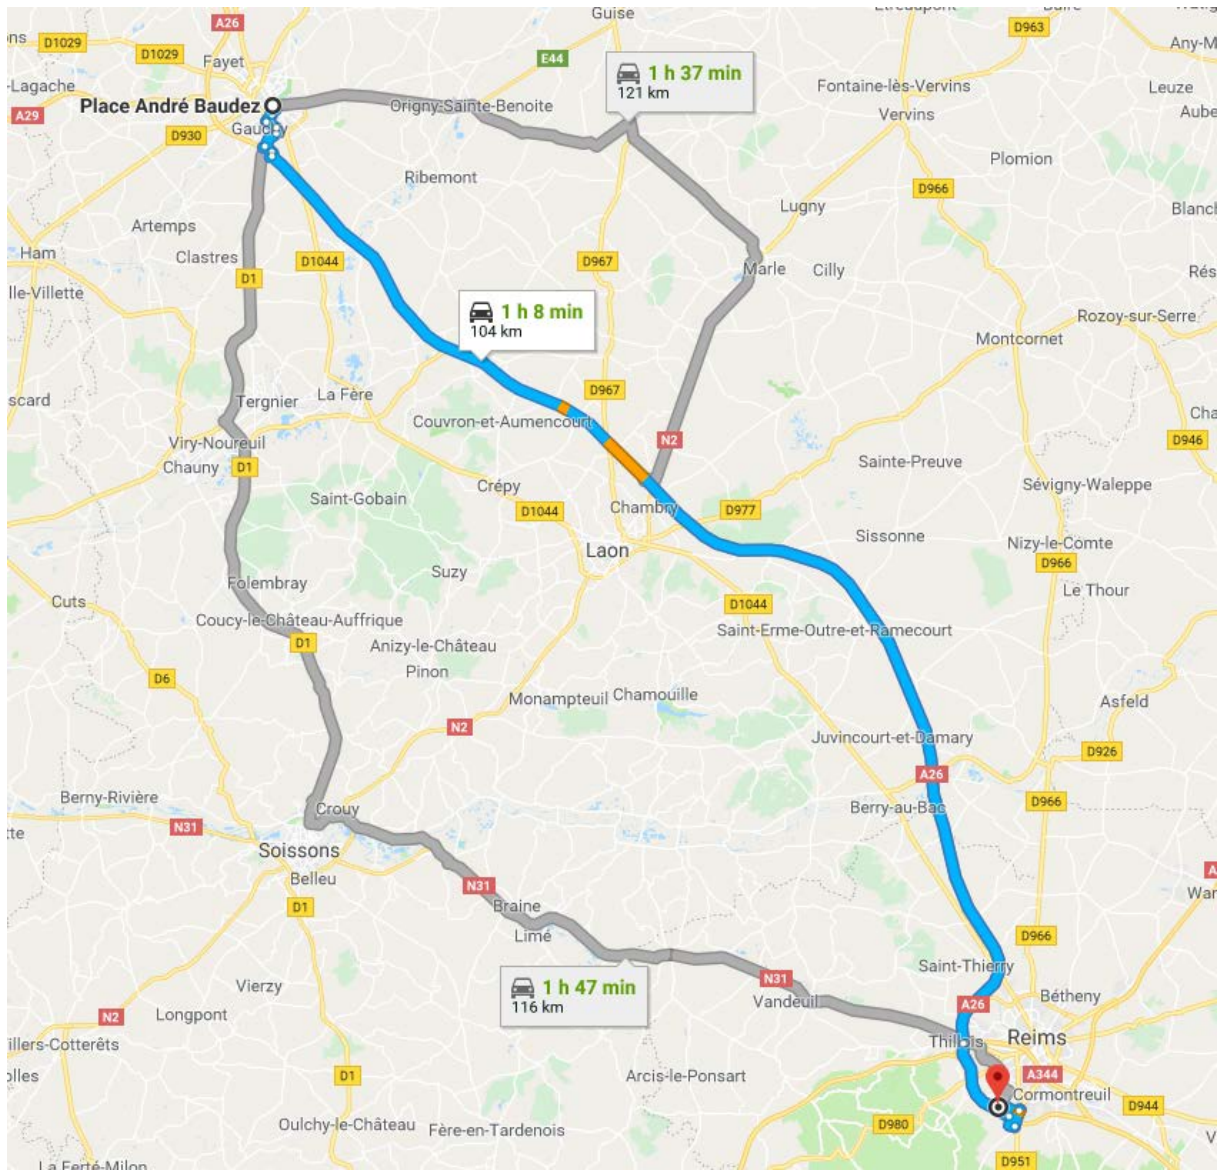 Guise
A26
D963
ons
D1029
D1029
Fayet
E44
Any-M
1 h 37 min
121 km
-Lagache
Fontaine-lès-Vervins
Leuze
Place André Baudez
Origny-Sainte-Benoite
A29
Vervins
Aube
Gauchy
D930
Plomion
Ribemont
D966
Lugny
Blanch
Artemps
Ham
Clastres
D1044
D967
Marle
Cilly
Rés
D1
lle-Villette
1 h 8 min
104 km
Rozoy-sur-Serre
Montcornet
D967
scard
Tergnier
La Fère
Couvron-et-Aumencourt
Cha
Viry-Noureuil
N2
D946
Chauny
D1
Sainte-Preuve
Saint-Gobain
Crépy
Sévigny-Waleppe
D1044
Chambry
D977
Laon
Sissonne
Nizy-le-Comte
D966
Folembray
Suzy
Le Thour
Cuts
D1044
Coucy-le-Château-Auffrique
Saint-Erme-Outre-et-Ramecourt
D1
Anizy-le-Château
Pinon
D6
Monampteuil
Chamouille
Asfeld
N2
Juvincourt-et-Damary
D926
A26
Berny-Rivière
Crouy
Berry-au-Bac
D966
N31
tte
Soissons
Belleu
N31
A
War
D1
Braine
Limé
D966
Saint-Thierry
1 h 47 min
116 km
N31
Vierzy
Vandeuil
Bétheny
A26
N2
Longpont
illers-Cotterêts
Thillois
Reims
olles
D1
Arcis-le-Ponsart
A344
Cormontreuil
D944
Oulchy-le-Château
Fère-en-Tardenois
D980
V
La Ferté-Milon
D951